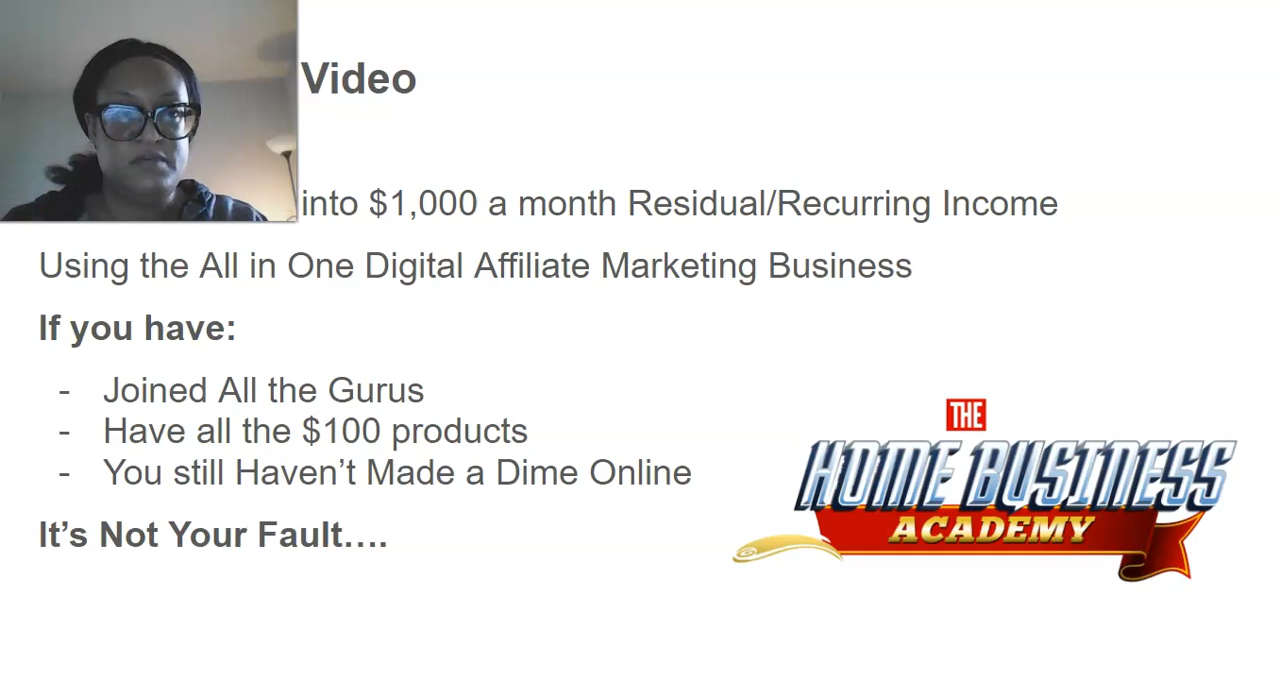 Video
into $1,000 a month Residual/Recurring Income
Using the All in One Digital Affiliate Marketing Business
If you have:
- Joined All the Gurus
- Have all the $100 products
- You still Haven’t Made a Dime Online
It’s Not Your Fault….
THE
HOME BUSINESS
ACADEMY